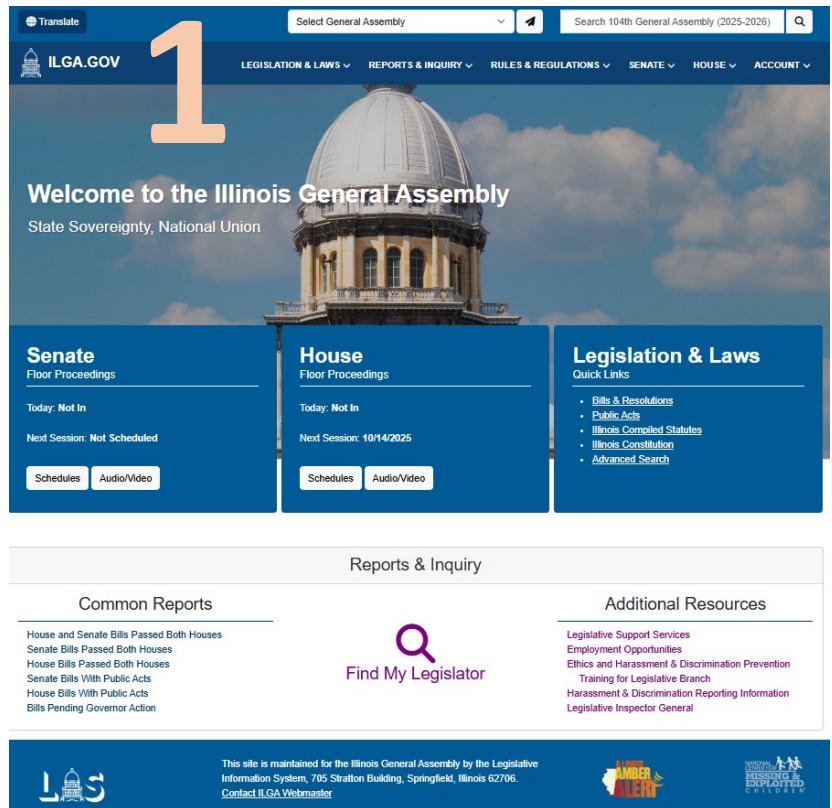 Translate
Select General Assembly
Search 104th General Assembly (2025-2026)
1
ILGA.GOV
LEGISLATION & LAWS
REPORTS & INQUIRY
RULES & REGULATIONS
SENATE
HOUSE
ACCOUNT
Welcome to the Illinois General Assembly
State Sovereignty, National Union
Senate
Floor Proceedings
Today: Not In
Next Session: Not Scheduled
Schedules
Audio/Video
House
Floor Proceedings
Today: Not In
Next Session: 10/14/2025
Schedules
Audio/Video
Legislation & Laws
Quick Links
Bills & Resolutions
Public Acts
Illinois Compiled Statutes
Illinois Constitution
Advanced Search
Reports & Inquiry
Common Reports
House and Senate Bills Passed Both Houses
Senate Bills Passed Both Houses
House Bills Passed Both Houses
Senate Bills With Public Acts
House Bills With Public Acts
Bills Pending Governor Action
Find My Legislator
Additional Resources
Legislative Support Services
Employment Opportunities
Ethics and Harassment & Discrimination Prevention
Training for Legislative Branch
Harassment & Discrimination Reporting Information
Legislative Inspector General
LIS
This site is maintained for the Illinois General Assembly by the Legislative
Information System, 705 Stratton Building, Springfield, Illinois 62706.
Contact ILGA Webmaster
ILLINOIS
AMBER
ALERT
NATIONAL
CENTER FOR
MISSING &
EXPLOITED
CHILDREN